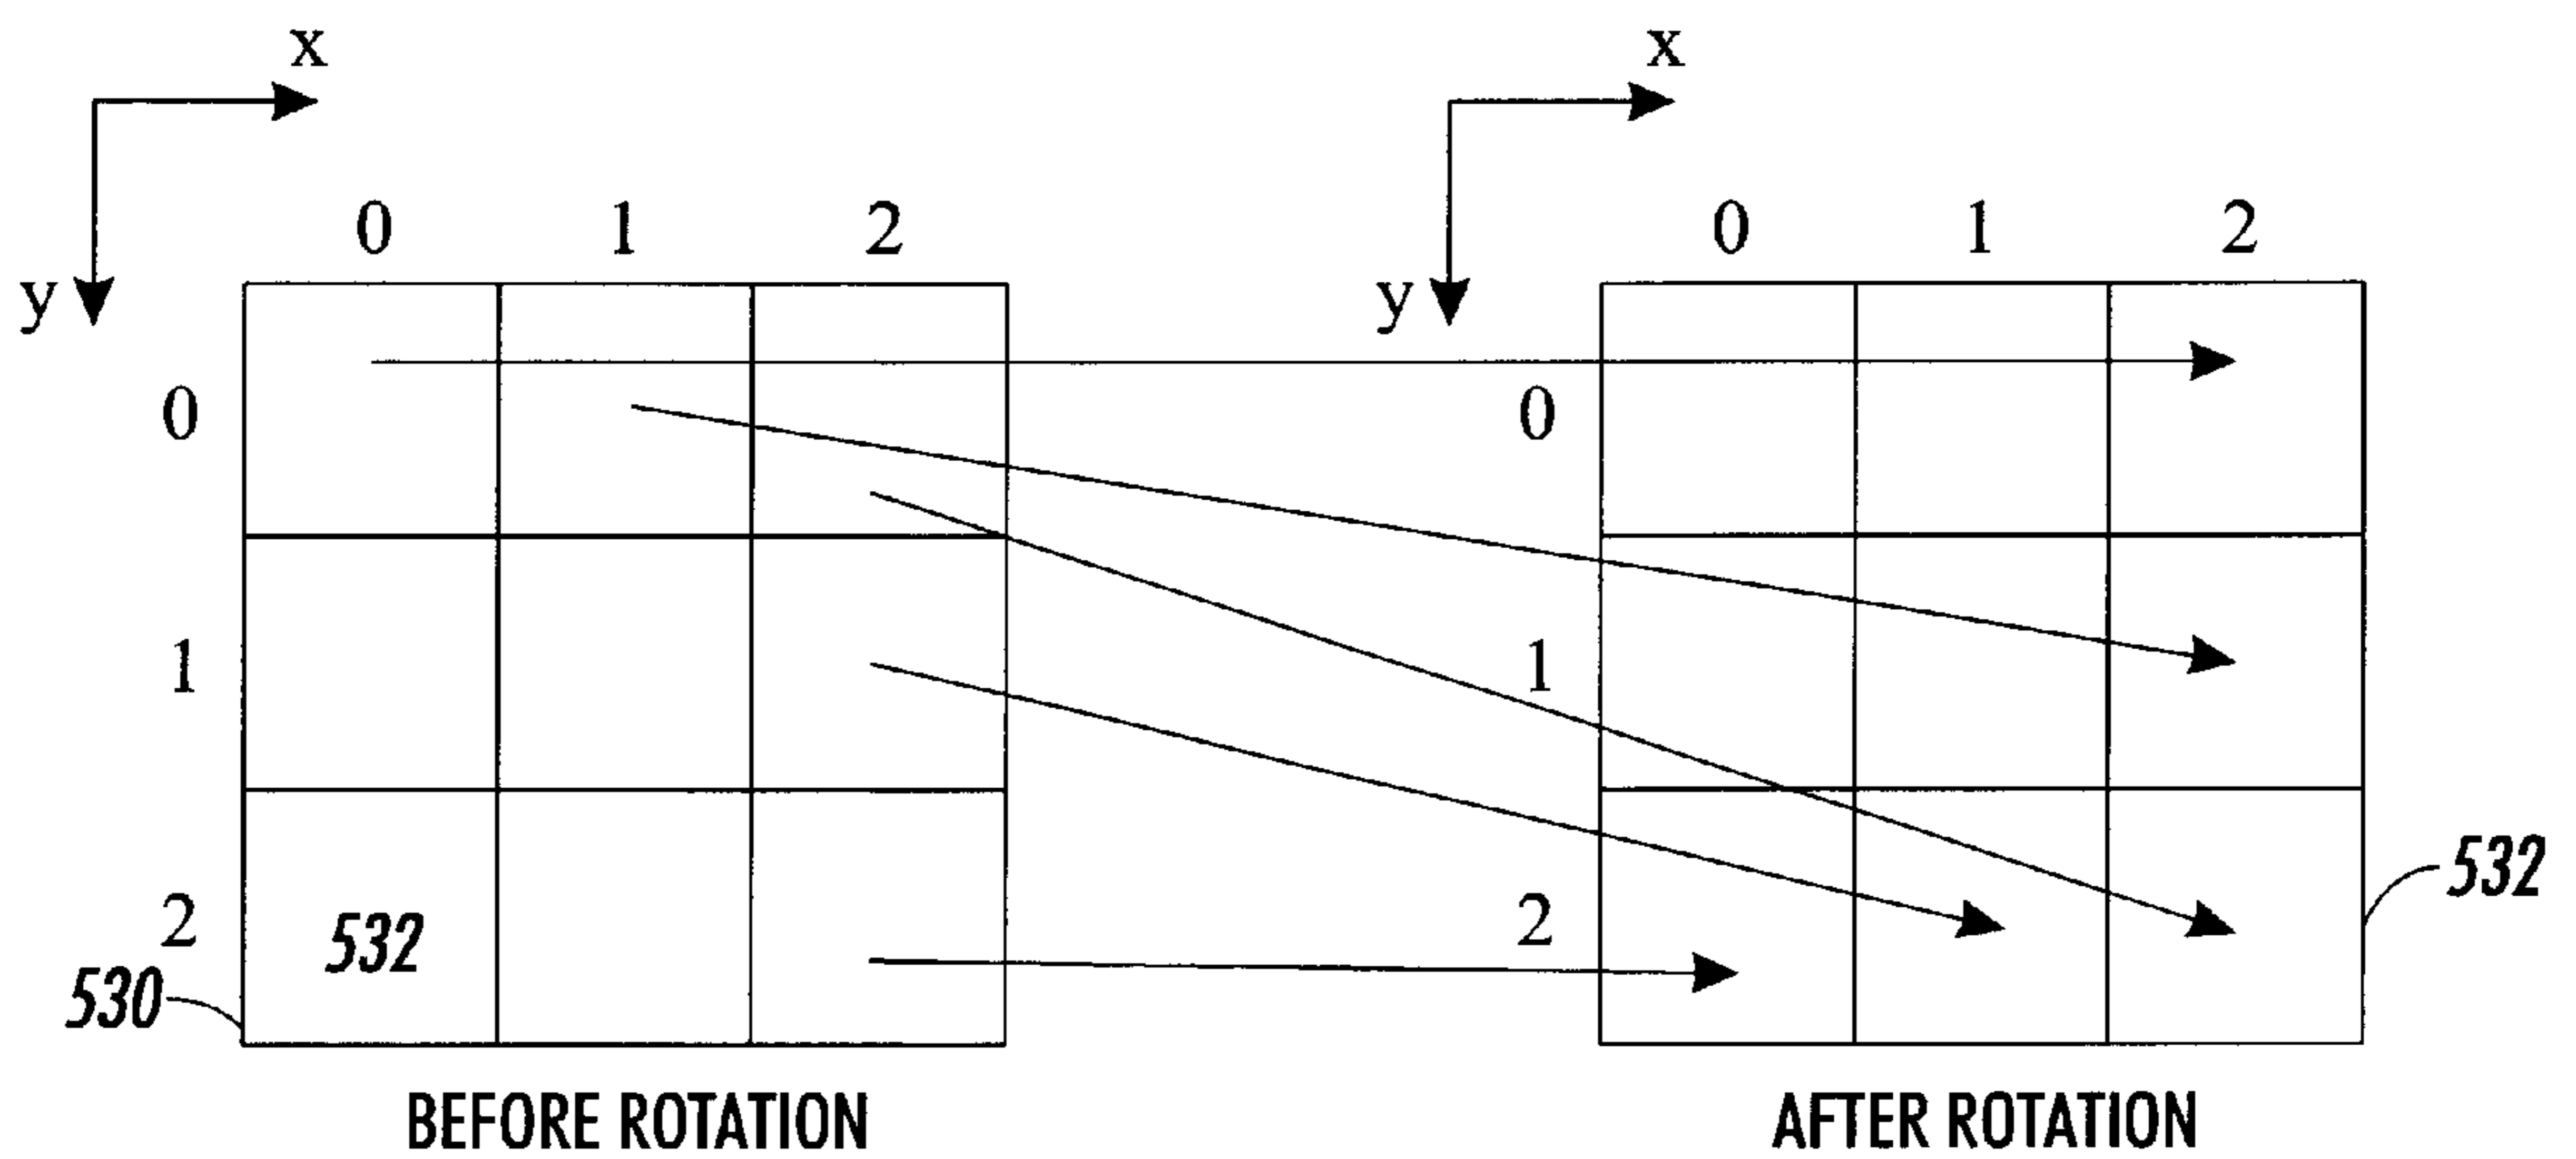 x x
y 0 1 2 y 0 1 2
0 0
1 1
2 532 2 532
530
BEFORE ROTATION AFTER ROTATION